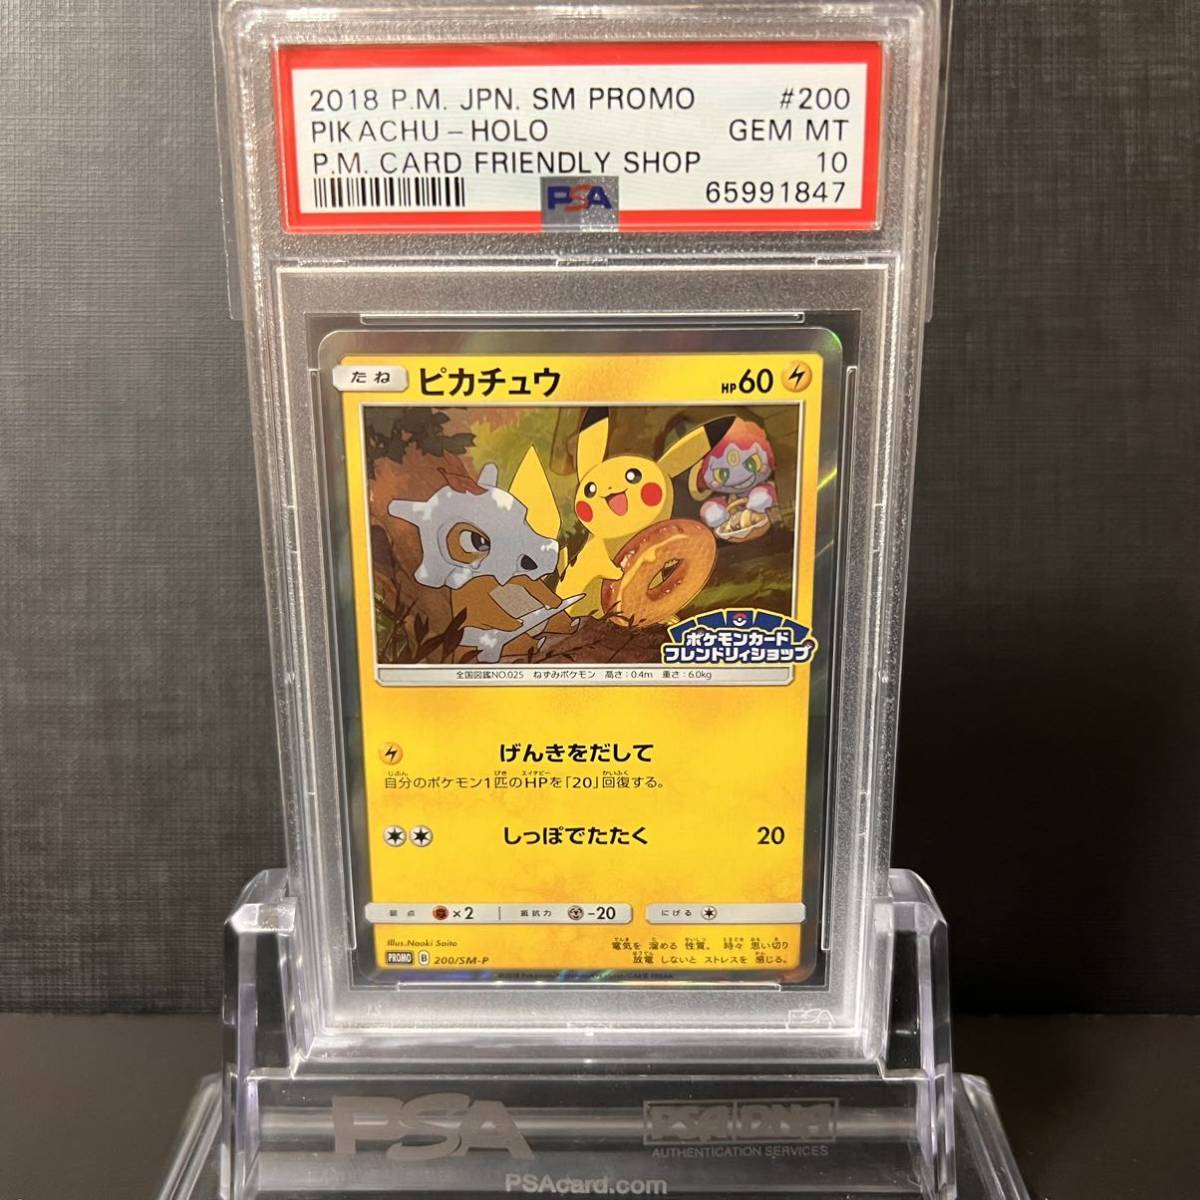 2018 P.M. JPN. SM PROMO #200
PIKACHU-HOLO GEM MT
P.M. CARD FRIENDLY SHOP 10
PSA 65991847
たね ピカチュウ HP60
ポケモンカード
フレンドリィショップ
全国図鑑NO.025 ねずみポケモン 高さ:0.4m 重さ:6.0kg
げんきをだして
自分のポケモン1匹のHPを「20」回復する。
しっぽでたたく 20
弱点 ×2 抵抗力 -20 にげる
Illus.Naoki Saito
電気を 溜める 性質。 時々 思い切り
放電 しないと ストレスを 感じる。
PROMO B 200/SM-P
PSA
PSA PSA/DNA
AUTHENTICATION SERVICES
PSAcard.com